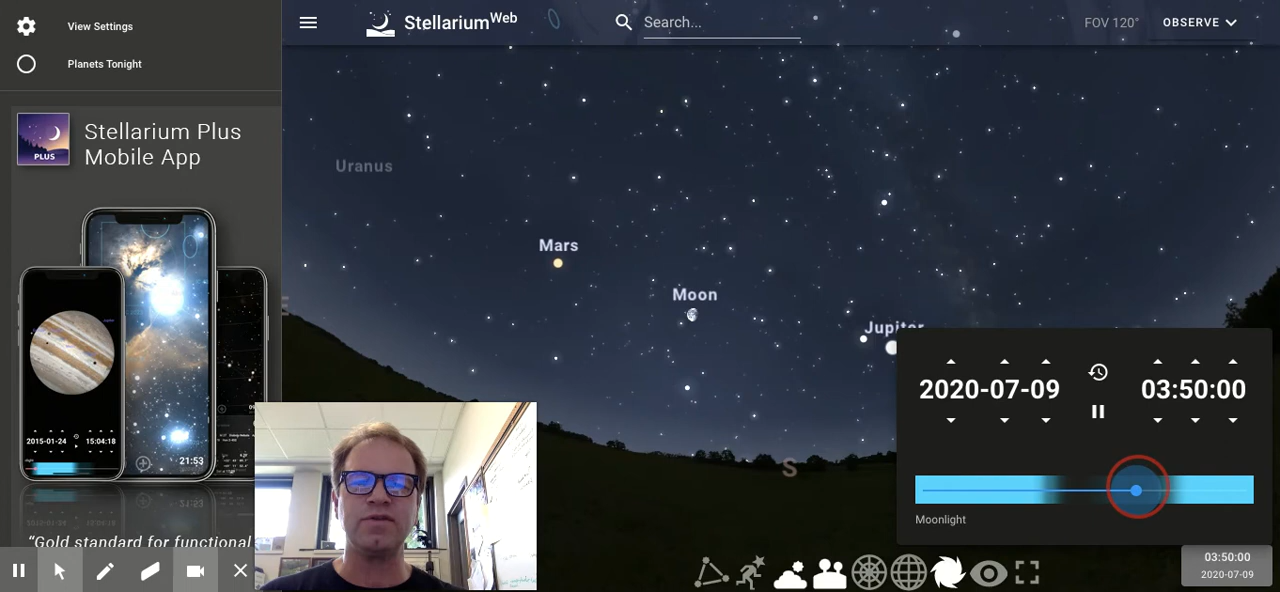 View Settings
Planets Tonight
Stellarium Plus
Mobile App
PLUS
2015-01-24 15:04:18
21:53
"Gold standard for functional
StellariumWeb
Search...
FOV 120°
OBSERVE
Uranus
Mars
Moon
Jupiter
E
S
2020-07-09
03:50:00
Moonlight
03:50:00
2020-07-09